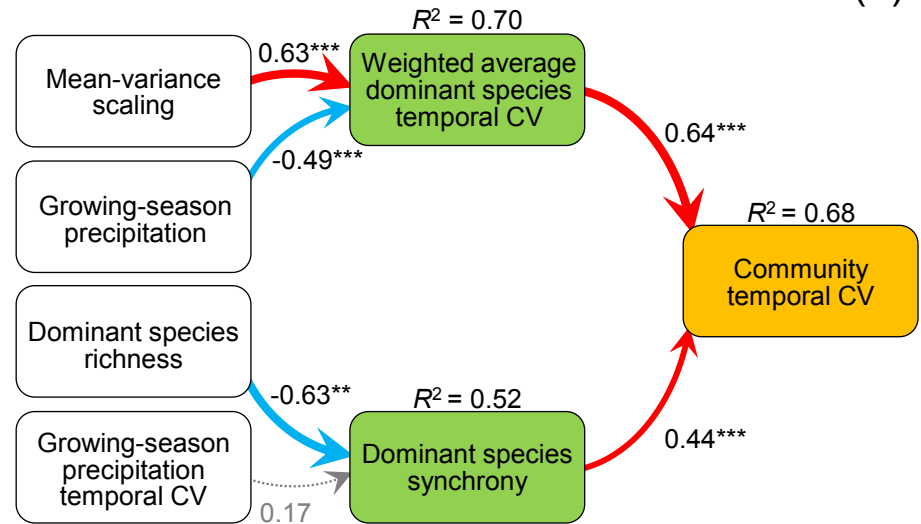 R² = 0.70
0.63***
Mean-variance
scaling
Weighted average
dominant species
temporal CV
-0.49***
0.64***
Growing-season
precipitation
R² = 0.68
Community
temporal CV
Dominant species
richness
-0.63**
R² = 0.52
Growing-season
precipitation
temporal CV
Dominant species
synchrony
0.44***
0.17